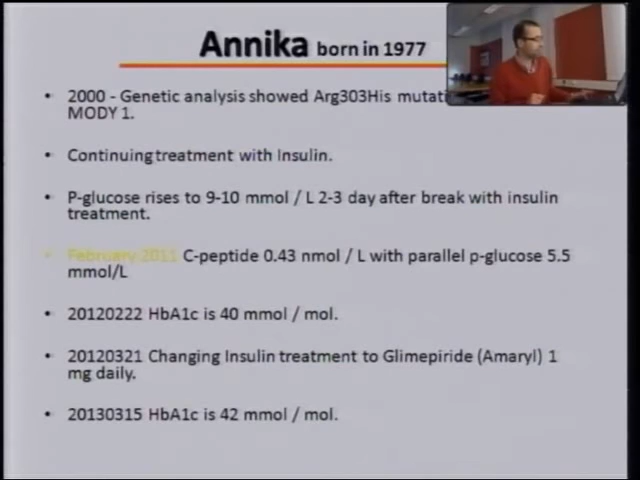 Annika born in 1977
• 2000 - Genetic analysis showed Arg303His
MODY 1.
• Continuing treatment with Insulin.
• P-glucose rises to 9-10 mmol / L 2-3 day after break with insulin
treatment.
• February 2011 C-peptide 0.43 nmol / L with parallel p-glucose 5.5
mmol/L
• 20120222 HbA1c is 40 mmol / mol.
• 20120321 Changing Insulin treatment to Glimepiride (Amaryl) 1
mg daily.
• 20130315 HbA1c is 42 mmol / mol.